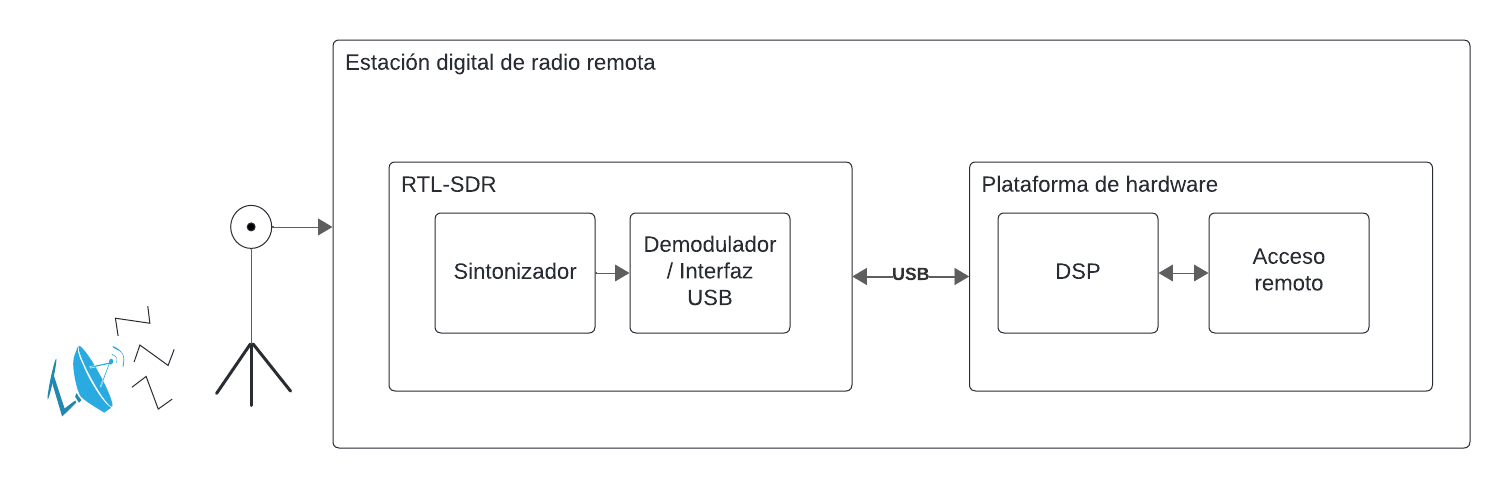 Estación digital de radio remota
RTL-SDR
Sintonizador
Demodulador
/ Interfaz
USB
USB
Plataforma de hardware
DSP
Acceso
remoto